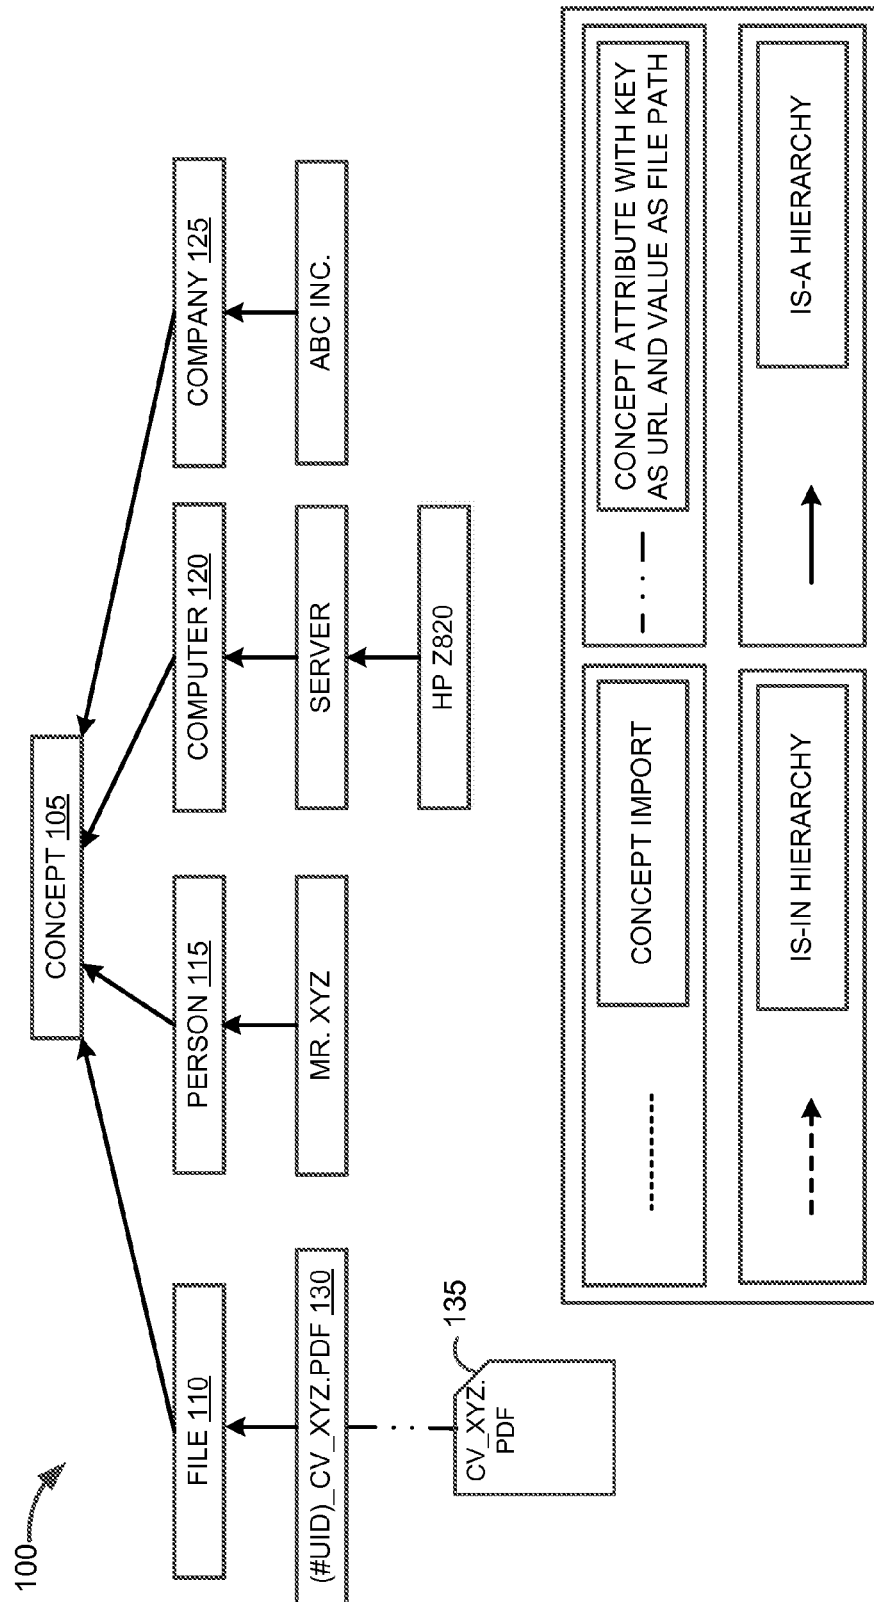 100
CONCEPT 105
FILE 110
PERSON 115
COMPUTER 120
COMPANY 125
(#UID)_CV_XYZ.PDF 130
MR. XYZ
SERVER
ABC INC.
HP Z820
CV_XYZ.
PDF
135
CONCEPT IMPORT
CONCEPT ATTRIBUTE WITH KEY
AS URL AND VALUE AS FILE PATH
IS-IN HIERARCHY
IS-A HIERARCHY